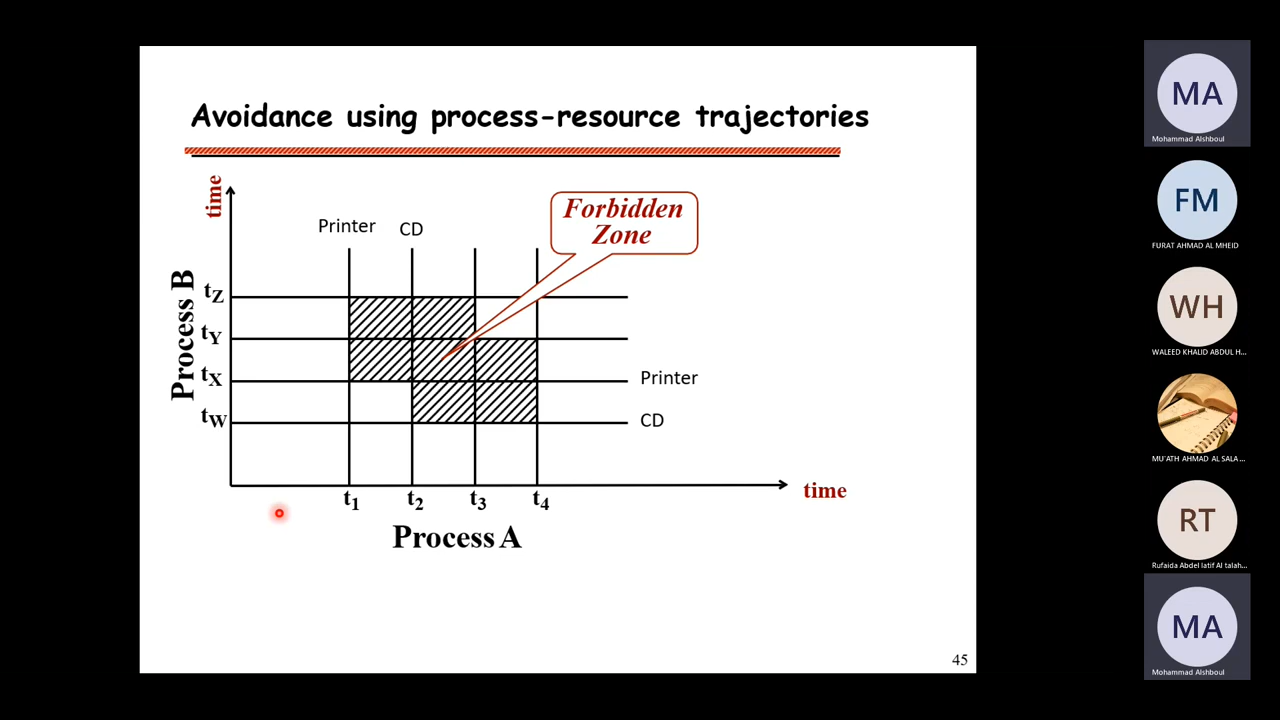 Avoidance using process-resource trajectories
time
Process B
Printer
CD
Forbidden
Zone
tZ
tY
tX
tW
Printer
CD
t1
t2
t3
t4
time
Process A
45
MA
Mohammad Alshboul
FM
FURAT AHMAD AL MHEID
WH
WALEED KHALID ABDUL H...
MU'ATH AHMAD AL SALA...
RT
Rufaida Abdel latif Al talah...
MA
Mohammad Alshboul